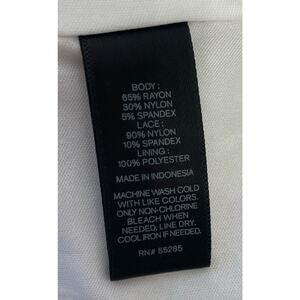 BODY :
65% RAYON
30% NYLON
5% SPANDEX
LACE :
90% NYLON
10% SPANDEX
LINING :
100% POLYESTER
MADE IN INDONESIA
MACHINE WASH COLD
WITH LIKE COLORS.
ONLY NON-CHLORINE
BLEACH WHEN
NEEDED. LINE DRY.
COOL IRON IF NEEDED.
RN# 55285